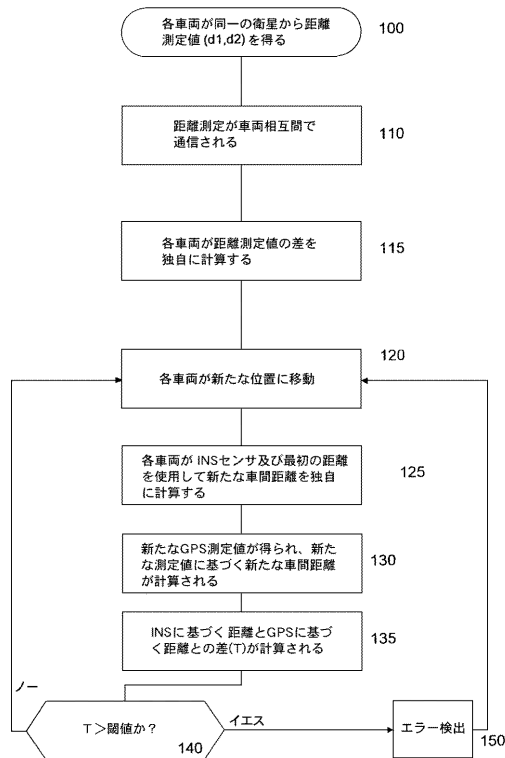 各車両が同一の衛星から距離
測定値(d1,d2)を得る
100
距離測定が車両相互間で
通信される
110
各車両が距離測定値の差を
独自に計算する
115
120
各車両が新たな位置に移動
各車両が INSセンサ及び最初の距離
を使用して新たな車間距離を独自
に計算する
125
新たなGPS測定値が得られ、新た
な測定値に基づく新たな車間距離
が計算される
130
INSに基づく距離とGPSに基づ
く距離との差(T)が計算される
135
ノー
T＞閾値か？
140
イエス
エラー検出
150